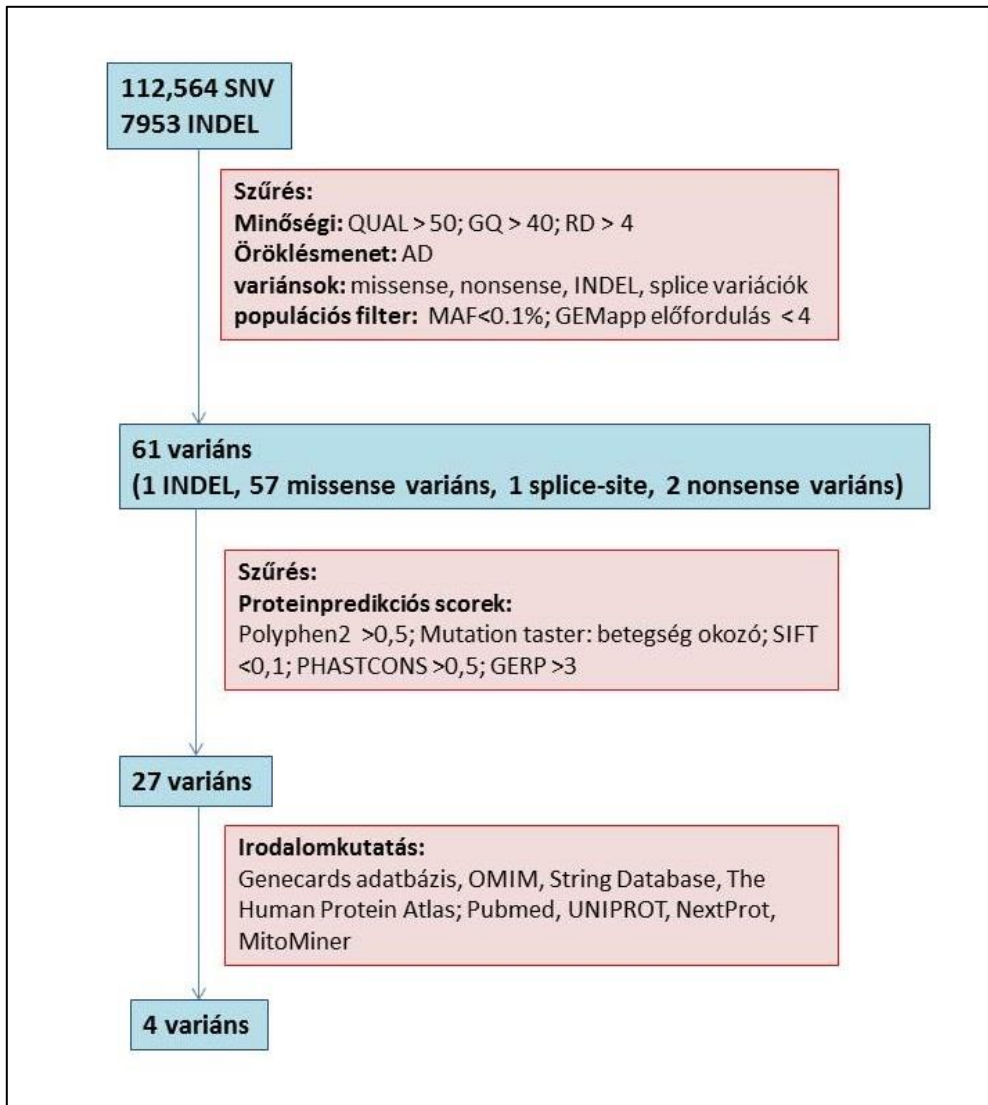 112,564 SNV
7953 INDEL
Szűrés:
Minőségi: QUAL > 50; GQ > 40; RD > 4
Öröklésmenet: AD
variánsok: missense, nonsense, INDEL, splice variációk
populációs filter: MAF<0.1%; GEMapp előfordulás < 4
61 variáns
(1 INDEL, 57 missense variáns, 1 splice-site, 2 nonsense variáns)
Szűrés:
Proteinpredikciós scorek:
Polyphen2 >0,5; Mutation taster: betegség okozó; SIFT
<0,1; PHASTCONS >0,5; GERP >3
27 variáns
Irodalomkutatás:
Genecards adatbázis, OMIM, String Database, The
Human Protein Atlas; Pubmed, UNIPROT, NextProt,
MitoMiner
4 variáns